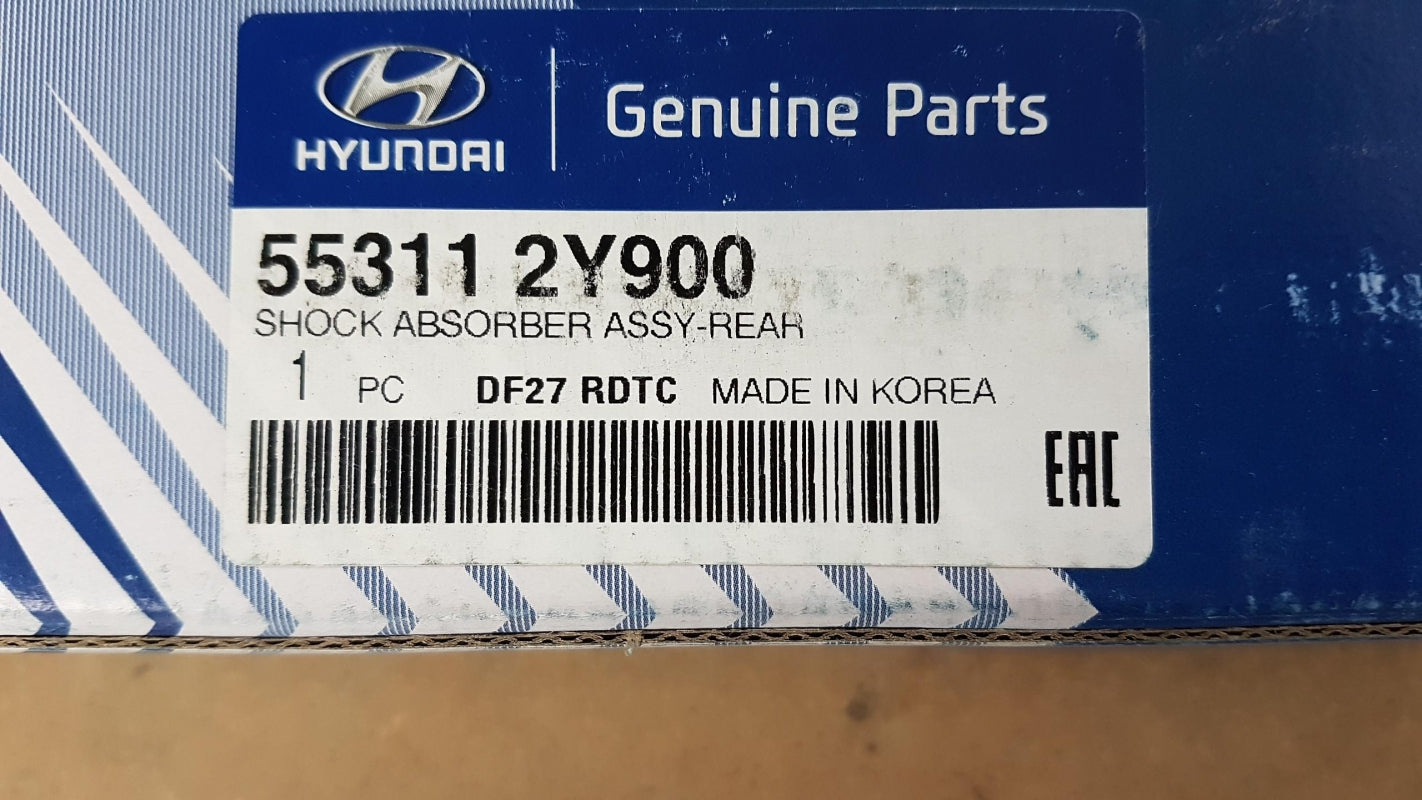 HYUNDAI
Genuine Parts
55311 2Y900
SHOCK ABSORBER ASSY-REAR
1 PC DF27 RDTC MADE IN KOREA
EAC